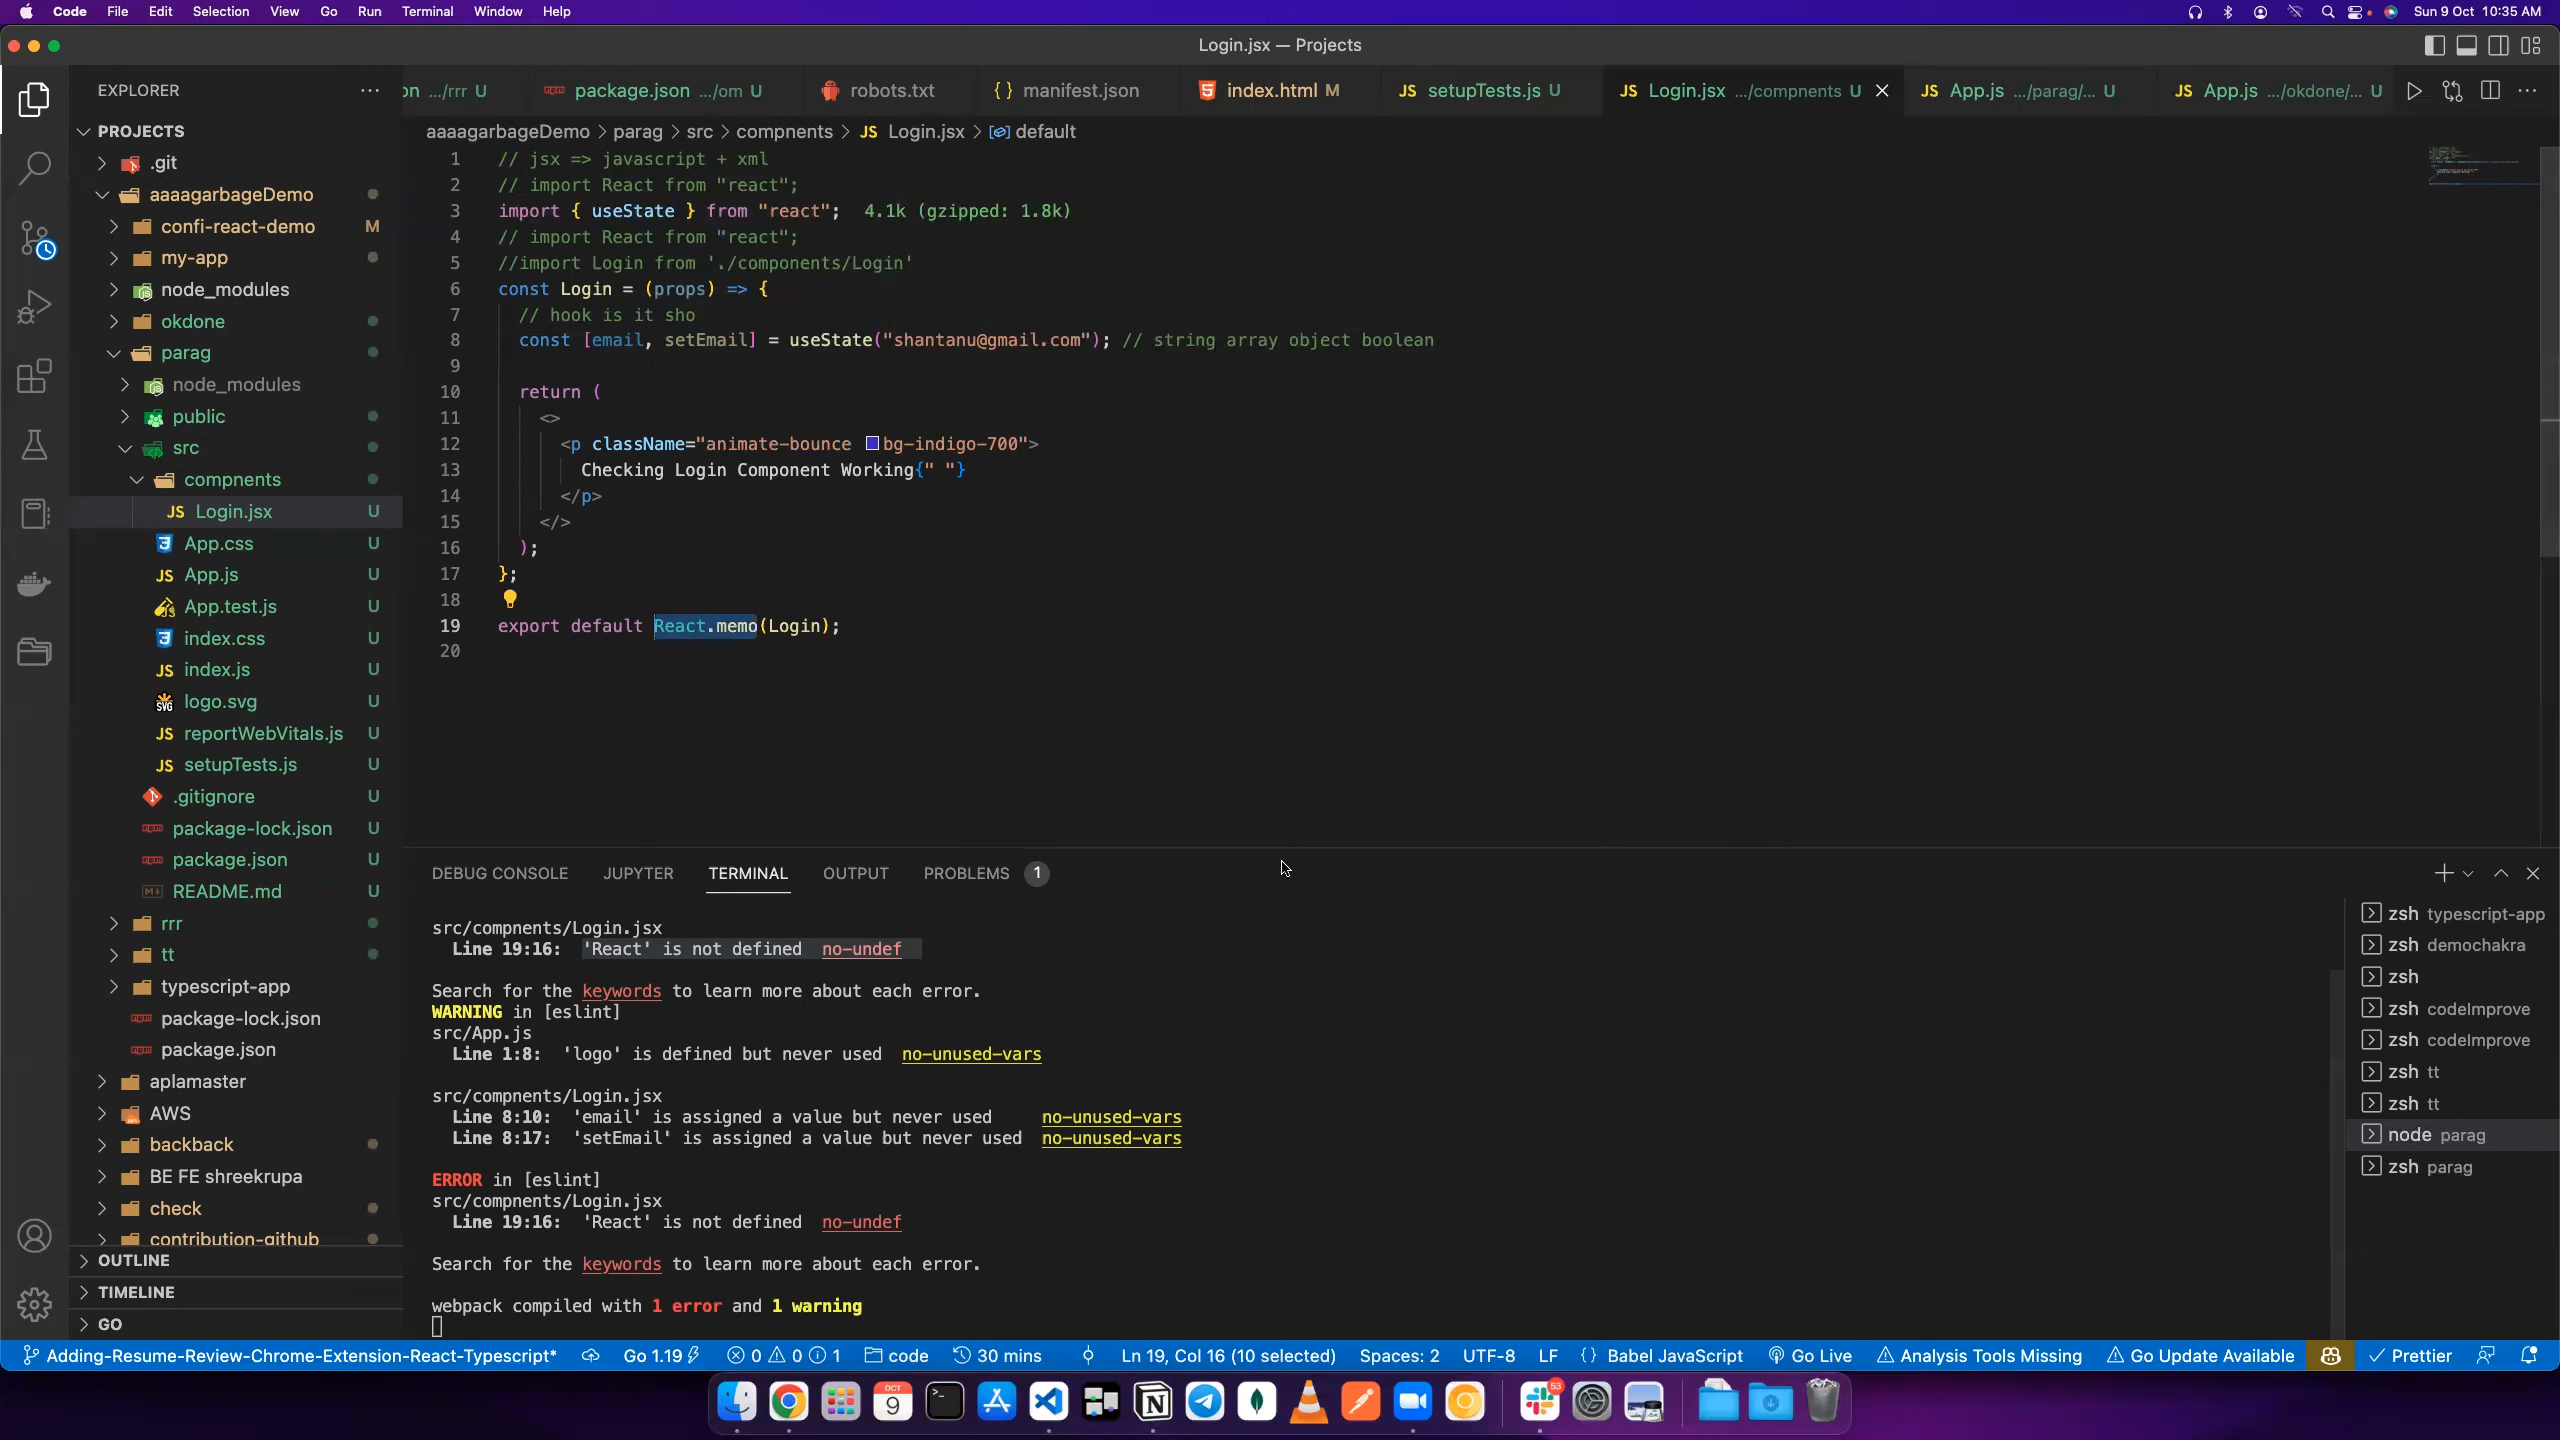 Code File Edit Selection View Go Run Terminal Window Help
Sun 9 Oct 10:35 AM
Login.jsx — Projects
EXPLORER
PROJECTS
.git
aaaagarbageDemo
confi-react-demo M
my-app
node_modules
okdone
parag
node_modules
public
src
compnents
JS Login.jsx U
App.css U
JS App.js U
App.test.js U
index.css U
JS index.js U
logo.svg U
JS reportWebVitals.js U
JS setupTests.js U
.gitignore U
package-lock.json U
package.json U
README.md U
rrr
tt
typescript-app
package-lock.json
package.json
aplamaster
AWS
backback
BE FE shreekrupa
check
contribution-github
OUTLINE
TIMELINE
GO
on .../rrr U
package.json .../om U
robots.txt
{} manifest.json
index.html M
JS setupTests.js U
JS Login.jsx .../compnents U
JS App.js .../parag/... U
JS App.js .../okdone/... U
aaaagarbageDemo > parag > src > compnents > JS Login.jsx > default
1 // jsx => javascript + xml
2 // import React from "react";
3 import { useState } from "react"; 4.1k (gzipped: 1.8k)
4 // import React from "react";
5 //import Login from './components/Login'
6 const Login = (props) => {
7 // hook is it sho
8 const [email, setEmail] = useState("shantanu@gmail.com"); // string array object boolean
9
10 return (
11 <>
12 <p className="animate-bounce bg-indigo-700">
13 Checking Login Component Working{" "}
14 </p>
15 </>
16 );
17 };
18
19 export default React.memo(Login);
20
DEBUG CONSOLE JUPYTER TERMINAL OUTPUT PROBLEMS 1
src/compnents/Login.jsx
Line 19:16: 'React' is not defined no-undef
Search for the keywords to learn more about each error.
WARNING in [eslint]
src/App.js
Line 1:8: 'logo' is defined but never used no-unused-vars
src/compnents/Login.jsx
Line 8:10: 'email' is assigned a value but never used no-unused-vars
Line 8:17: 'setEmail' is assigned a value but never used no-unused-vars
ERROR in [eslint]
src/compnents/Login.jsx
Line 19:16: 'React' is not defined no-undef
Search for the keywords to learn more about each error.
webpack compiled with 1 error and 1 warning
zsh typescript-app
zsh demochakra
zsh
zsh codeImprove
zsh codeImprove
zsh tt
zsh tt
node parag
zsh parag
Adding-Resume-Review-Chrome-Extension-React-Typescript* Go 1.19 0 0 1 code 30 mins Ln 19, Col 16 (10 selected) Spaces: 2 UTF-8 LF {} Babel JavaScript Go Live Analysis Tools Missing Go Update Available Prettier
OCT
9
53